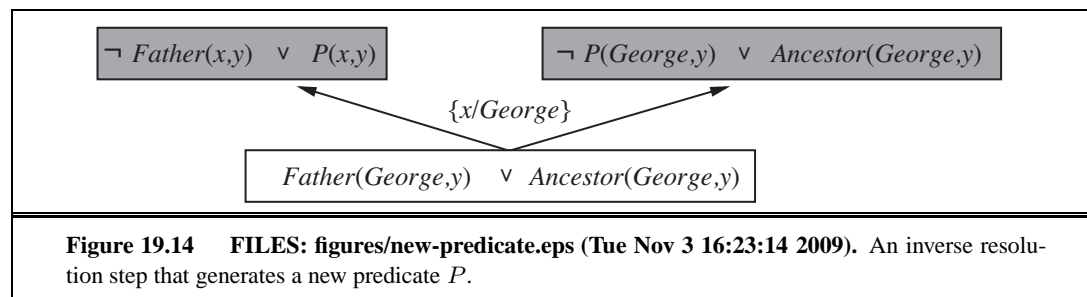 ¬ Father(x,y) ∨ P(x,y)
¬ P(George,y) ∨ Ancestor(George,y)
{x/George}
Father(George,y) ∨ Ancestor(George,y)
Figure 19.14 FILES: figures/new-predicate.eps (Tue Nov 3 16:23:14 2009). An inverse resolu-
tion step that generates a new predicate P.